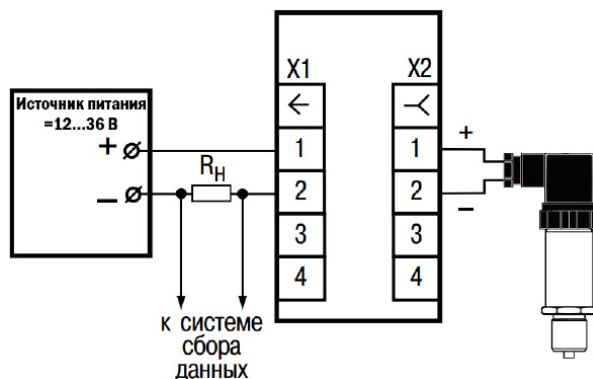 Источник питания
=12...36 В
+
–
RН
к системе
сбора
данных
X1
1
2
3
4
X2
1
2
3
4
+
–